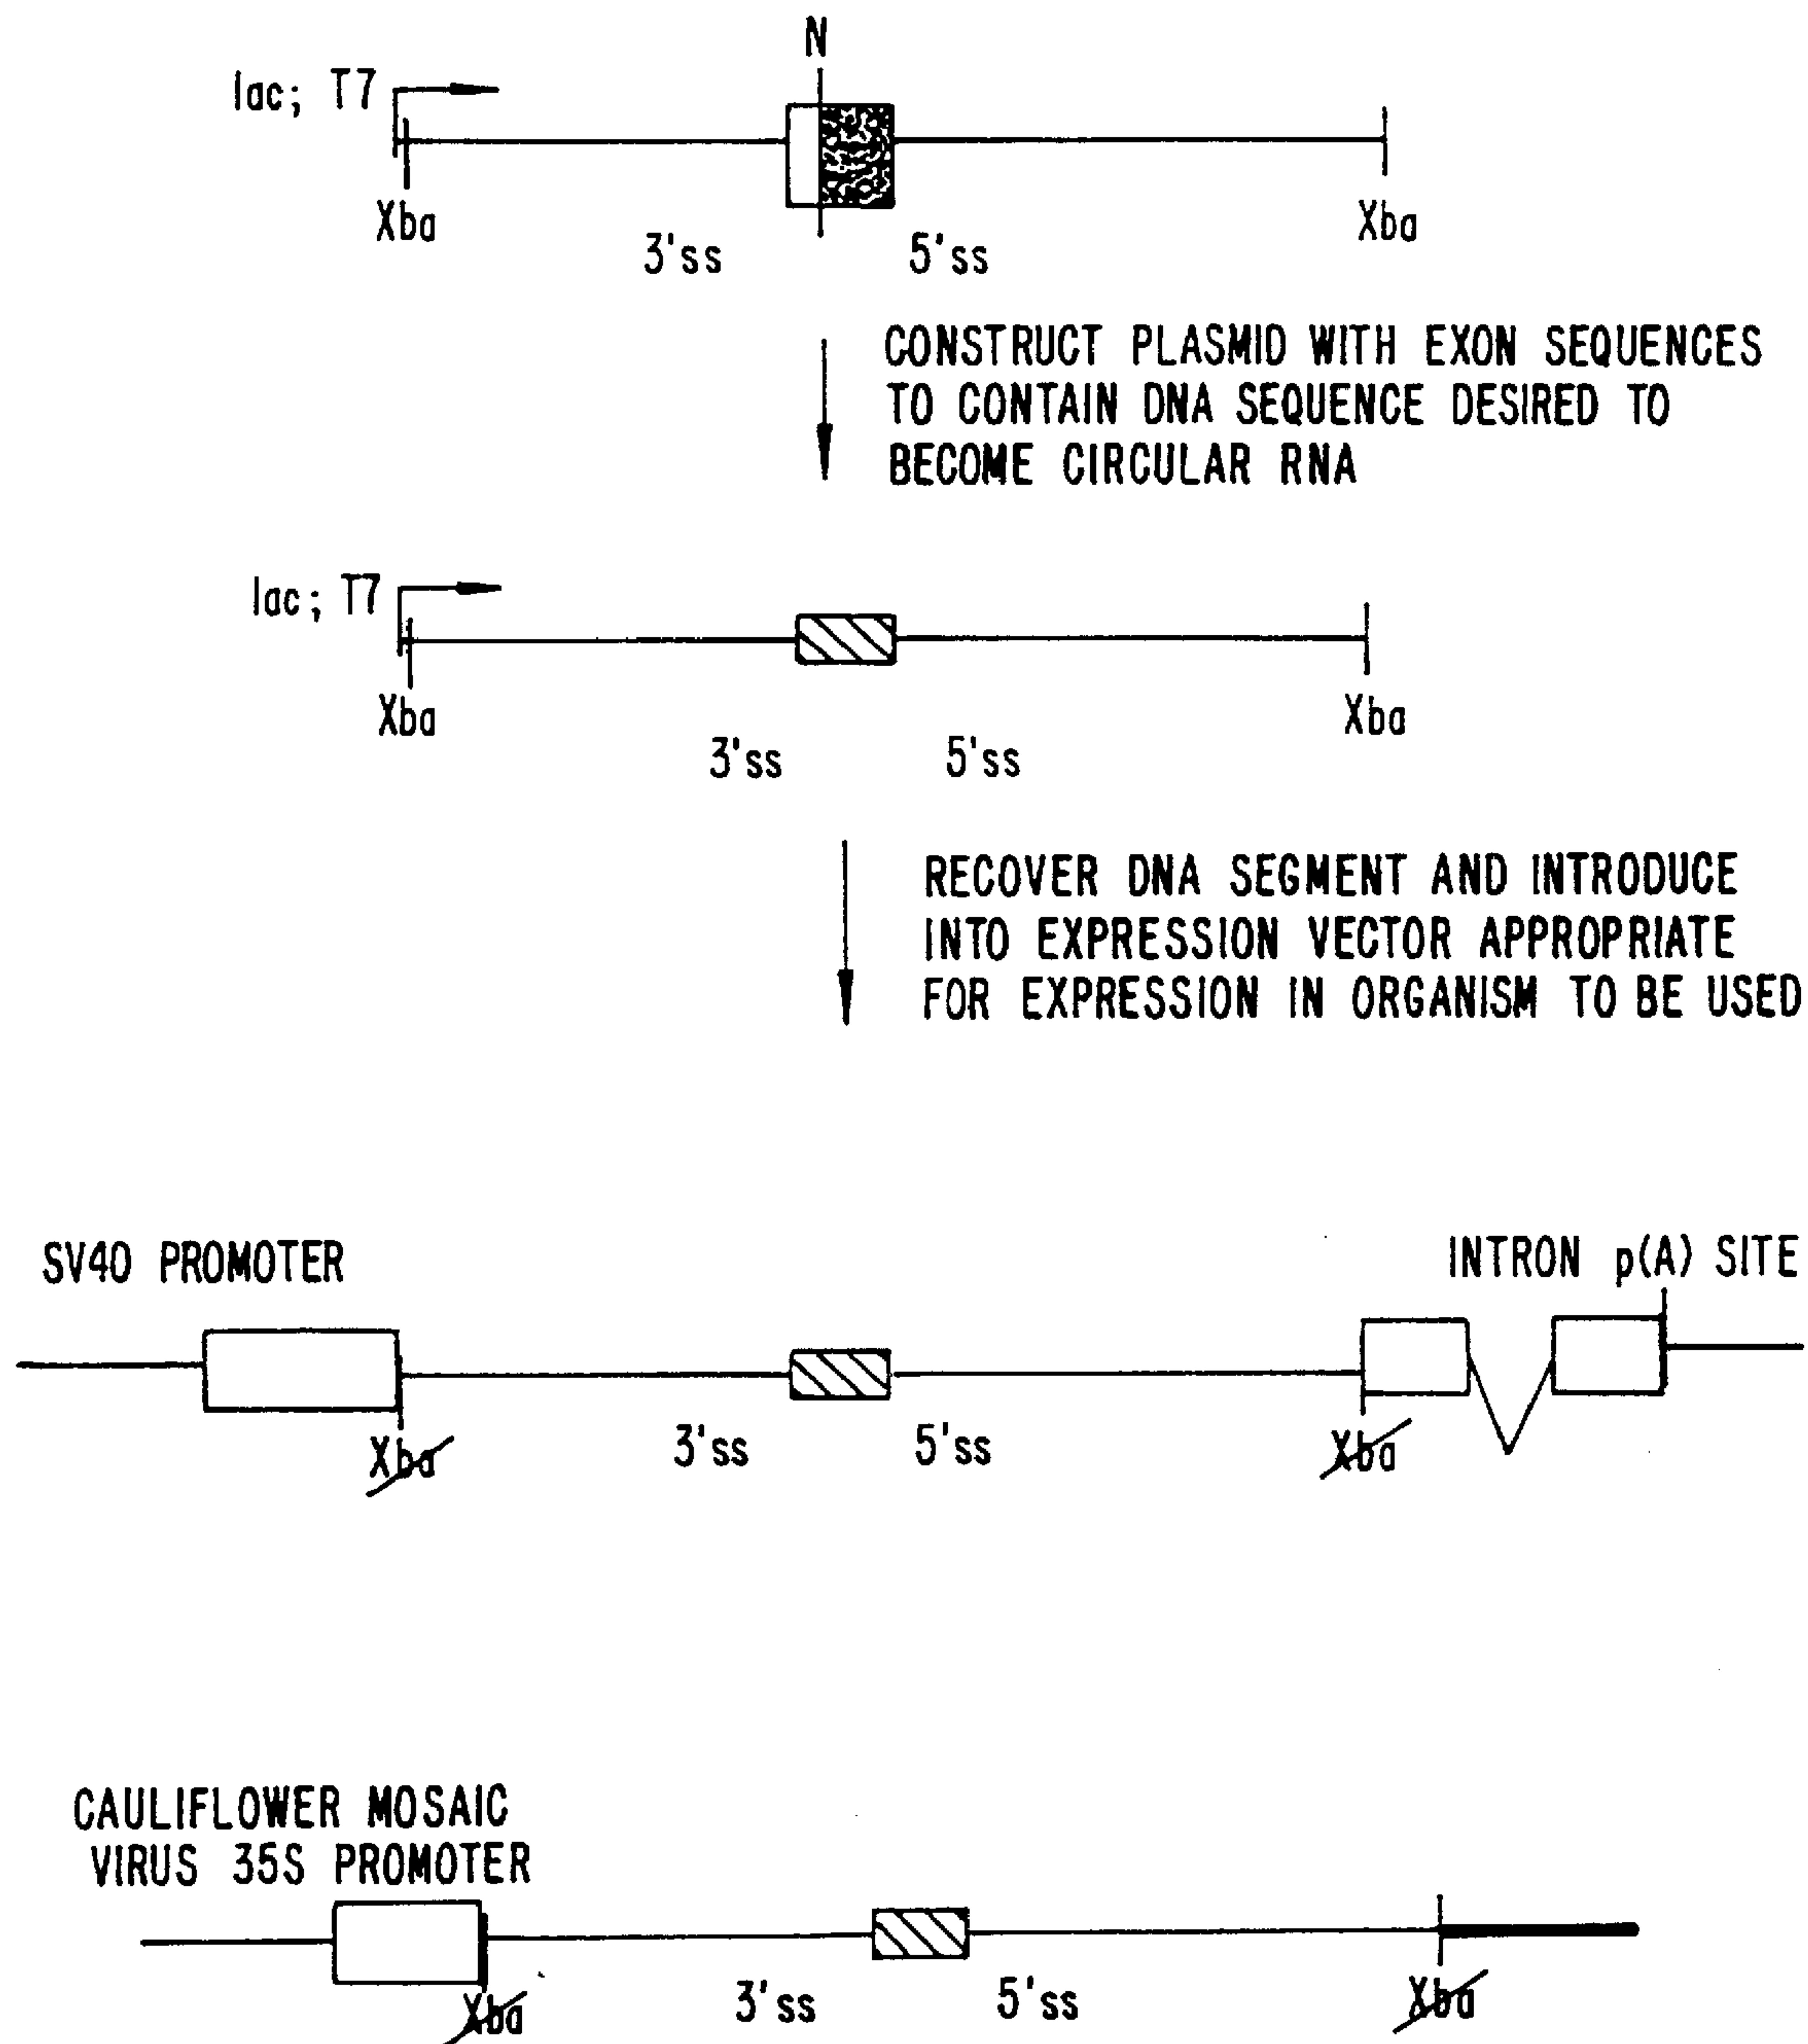 N
lac; T7
Xba
Xba
3'ss
5'ss
CONSTRUCT PLASMID WITH EXON SEQUENCES
TO CONTAIN DNA SEQUENCE DESIRED TO
BECOME CIRCULAR RNA
lac; T7
Xba
Xba
3'ss
5'ss
RECOVER DNA SEGMENT AND INTRODUCE
INTO EXPRESSION VECTOR APPROPRIATE
FOR EXPRESSION IN ORGANISM TO BE USED
SV40 PROMOTER
INTRON p(A) SITE
Xba
3'ss
5'ss
Xba
CAULIFLOWER MOSAIC
VIRUS 35S PROMOTER
Xba
3'ss
5'ss
Xba